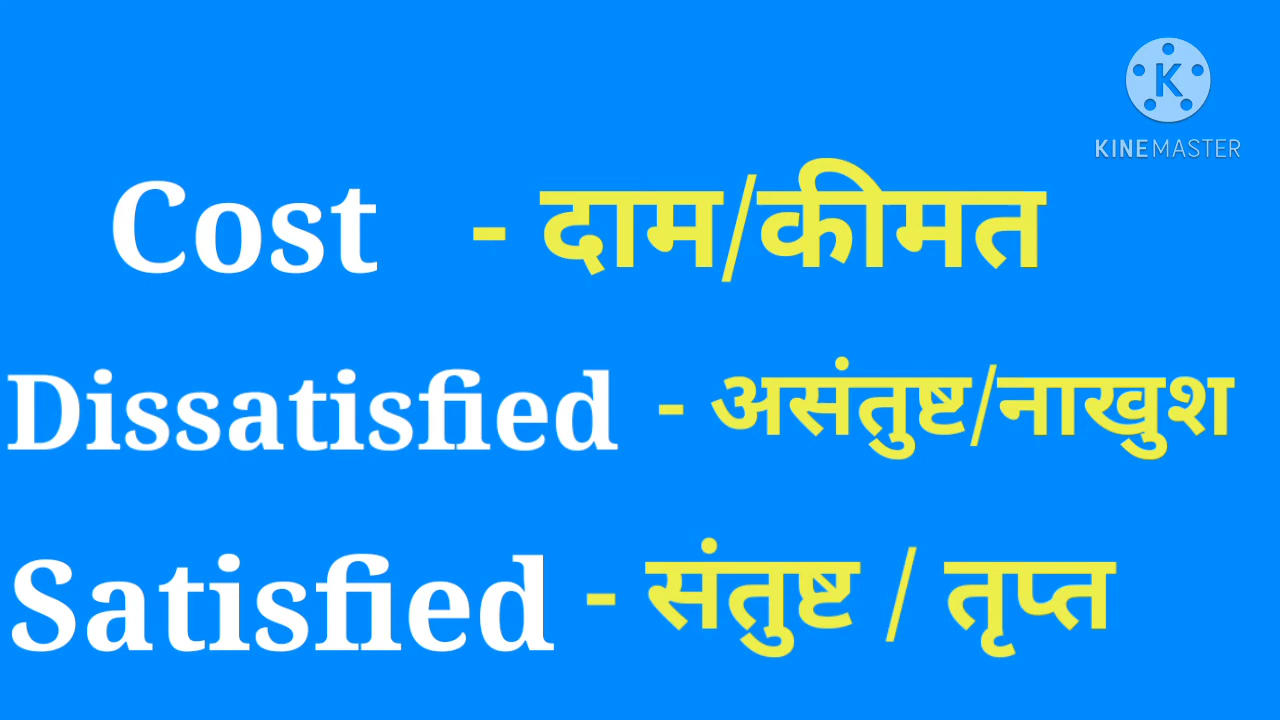 K
KINEMASTER
Cost - दाम/कीमत
Dissatisfied - असंतुष्ट/नाखुश
Satisfied - संतुष्ट / तृप्त